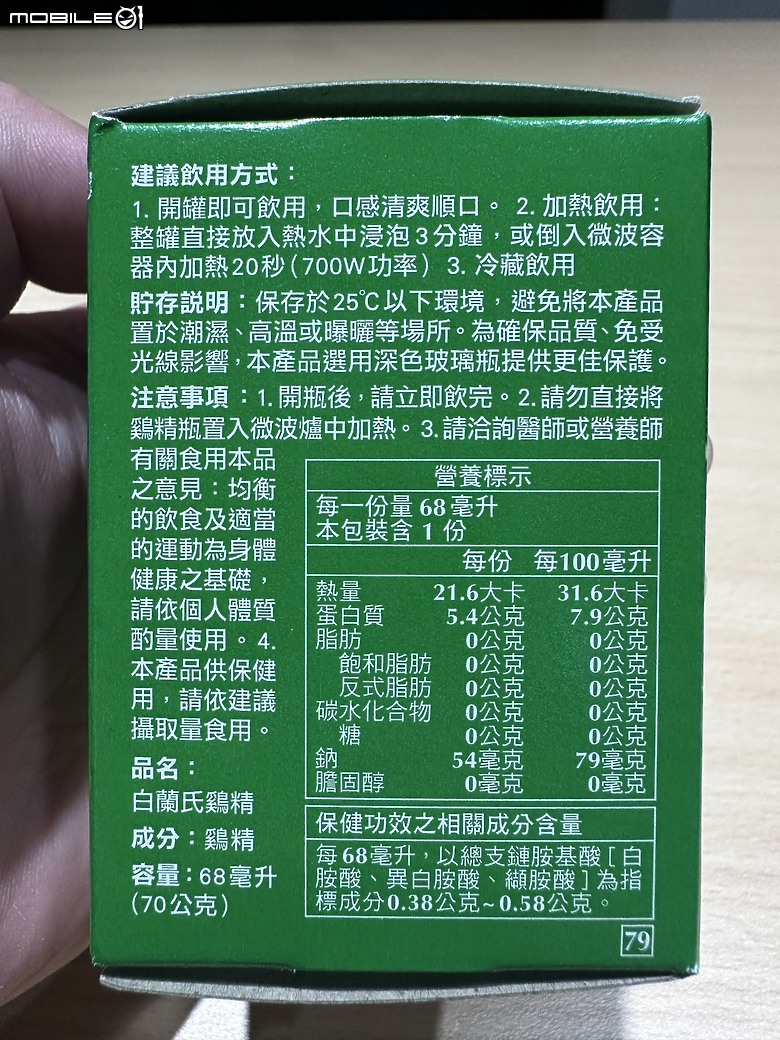 MOBILE01
建議飲用方式：
1. 開罐即可飲用，口感清爽順口。 2. 加熱飲用：
整罐直接放入熱水中浸泡3分鐘，或倒入微波容
器內加熱20秒(700W功率) 3. 冷藏飲用
貯存說明：保存於25℃以下環境，避免將本產品
置於潮濕、高溫或曝曬等場所。為確保品質、免受
光線影響，本產品選用深色玻璃瓶提供更佳保護。
注意事項：1.開瓶後，請立即飲完。2.請勿直接將
鷄精瓶置入微波爐中加熱。3.請洽詢醫師或營養師
有關食用本品
之意見：均衡
的飲食及適當
的運動為身體
健康之基礎，
請依個人體質
酌量使用。4.
本產品供保健
用，請依建議
攝取量食用。
品名：
白蘭氏鷄精
成分：鷄精
容量：68毫升
(70公克)
營養標示
每一份量 68 毫升
本包裝含 1 份
每份 每100毫升
熱量 21.6大卡 31.6大卡
蛋白質 5.4公克 7.9公克
脂肪 0公克 0公克
飽和脂肪 0公克 0公克
反式脂肪 0公克 0公克
碳水化合物 0公克 0公克
糖 0公克 0公克
鈉 54毫克 79毫克
膽固醇 0毫克 0毫克
保健功效之相關成分含量
每68毫升，以總支鏈胺基酸[白
胺酸、異白胺酸、纈胺酸]為指
標成分0.38公克~0.58公克。
79